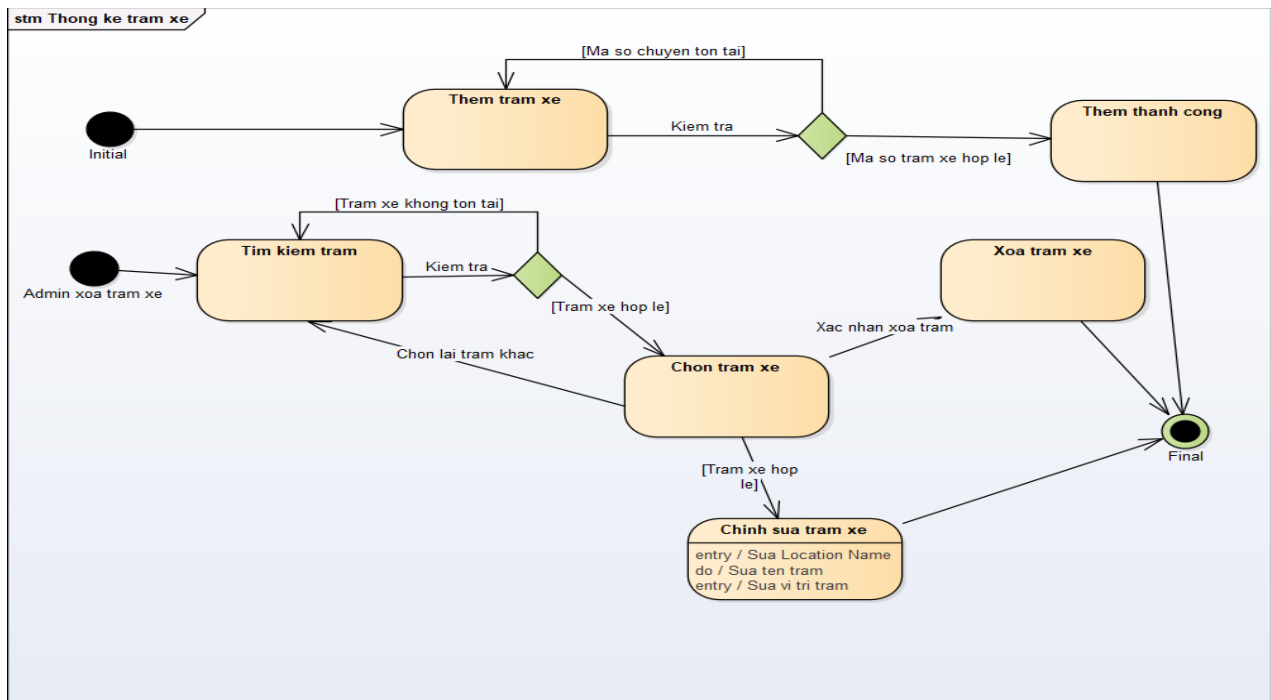 stm Thong ke tram xe
[Ma so chuyen ton tai]
Them tram xe
Them thanh cong
Kiem tra
Initial
[Ma so tram xe hop le]
[Tram xe khong ton tai]
Tim kiem tram
Xoa tram xe
Kiem tra
Admin xoa tram xe
[Tram xe hop le]
Xac nhan xoa tram
Chon lai tram khac
Chon tram xe
Final
[Tram xe hop
le]
Chinh sua tram xe
entry / Sua Location Name
do / Sua ten tram
entry / Sua vi tri tram